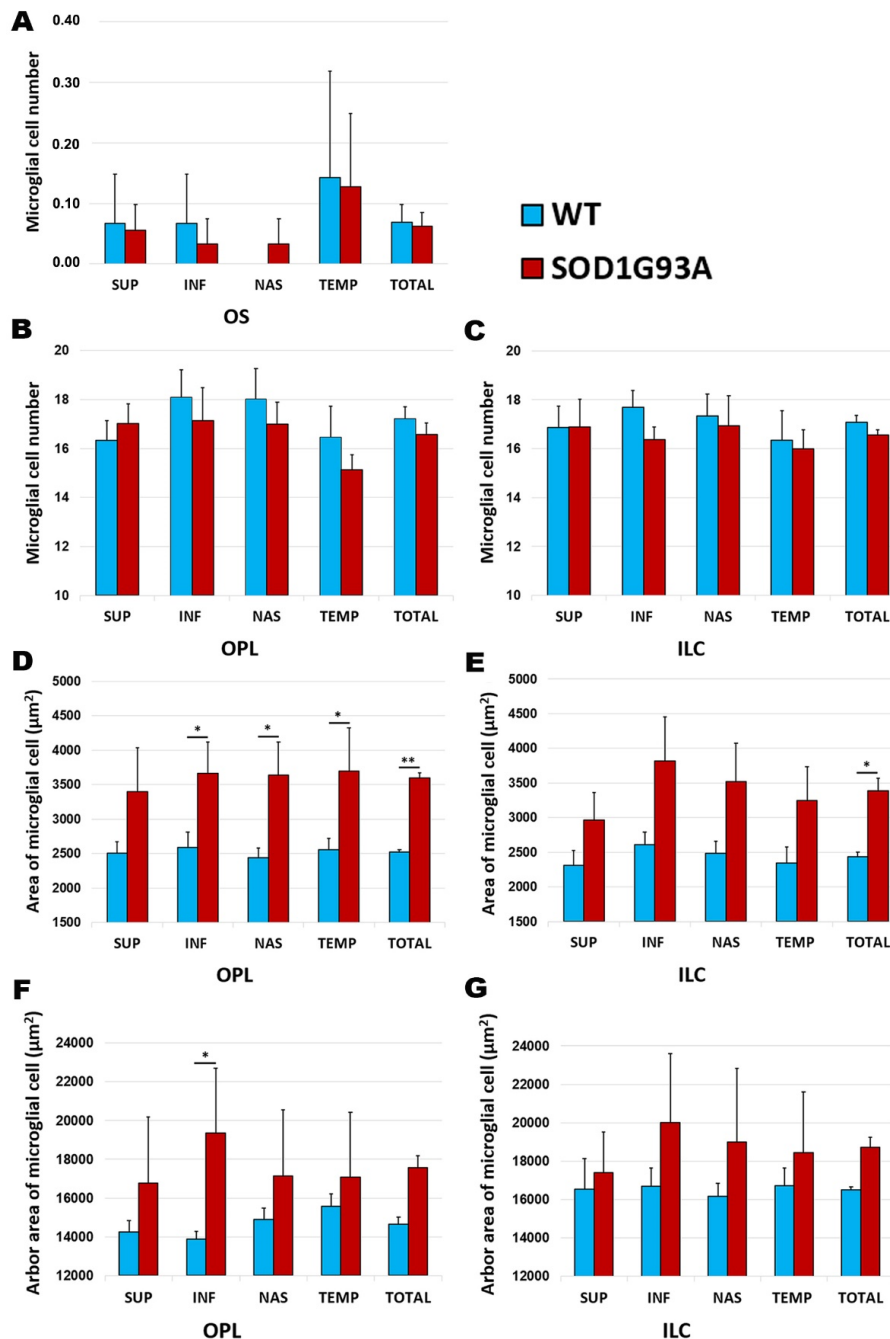 A
Microglial cell number
0.40
0.30
0.20
0.10
0.00
SUP INF NAS TEMP TOTAL
OS
WT
SOD1G93A
B
Microglial cell number
20
18
16
14
12
10
SUP INF NAS TEMP TOTAL
OPL
C
Microglial cell number
20
18
16
14
12
10
SUP INF NAS TEMP TOTAL
ILC
D
Area of microglial cell (µm²)
5000
4500
4000
3500
3000
2500
2000
1500
* * * **
SUP INF NAS TEMP TOTAL
OPL
E
Area of microglial cell (µm²)
5000
4500
4000
3500
3000
2500
2000
1500
*
SUP INF NAS TEMP TOTAL
ILC
F
Arbor area of microglial cell (µm²)
24000
22000
20000
18000
16000
14000
12000
*
SUP INF NAS TEMP TOTAL
OPL
G
Arbor area of microglial cell (µm²)
24000
22000
20000
18000
16000
14000
12000
SUP INF NAS TEMP TOTAL
ILC